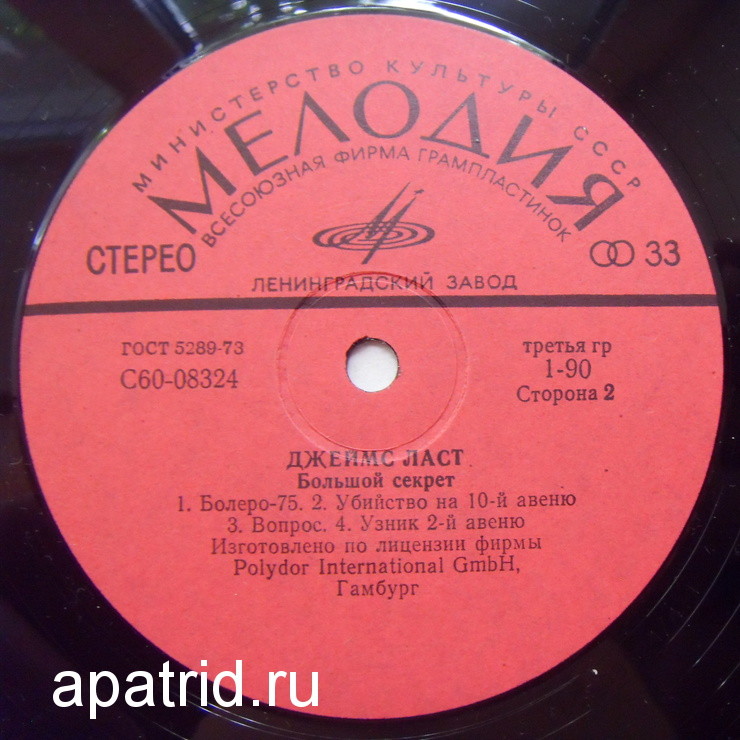 МИНИСТЕРСТВО КУЛЬТУРЫ СССР
МЕЛОДИЯ
ВСЕСОЮЗНАЯ ФИРМА ГРАМПЛАСТИНОК
СТЕРЕО
33
ЛЕНИНГРАДСКИЙ ЗАВОД
ГОСТ 5289-73
С60-08324
третья гр
1-90
Сторона 2
ДЖЕЙМС ЛАСТ
Большой секрет
1. Болеро-75. 2. Убийство на 10-й авеню
3. Вопрос. 4. Узник 2-й авеню
Изготовлено по лицензии фирмы
Polydor International GmbH,
Гамбург
apatrid.ru